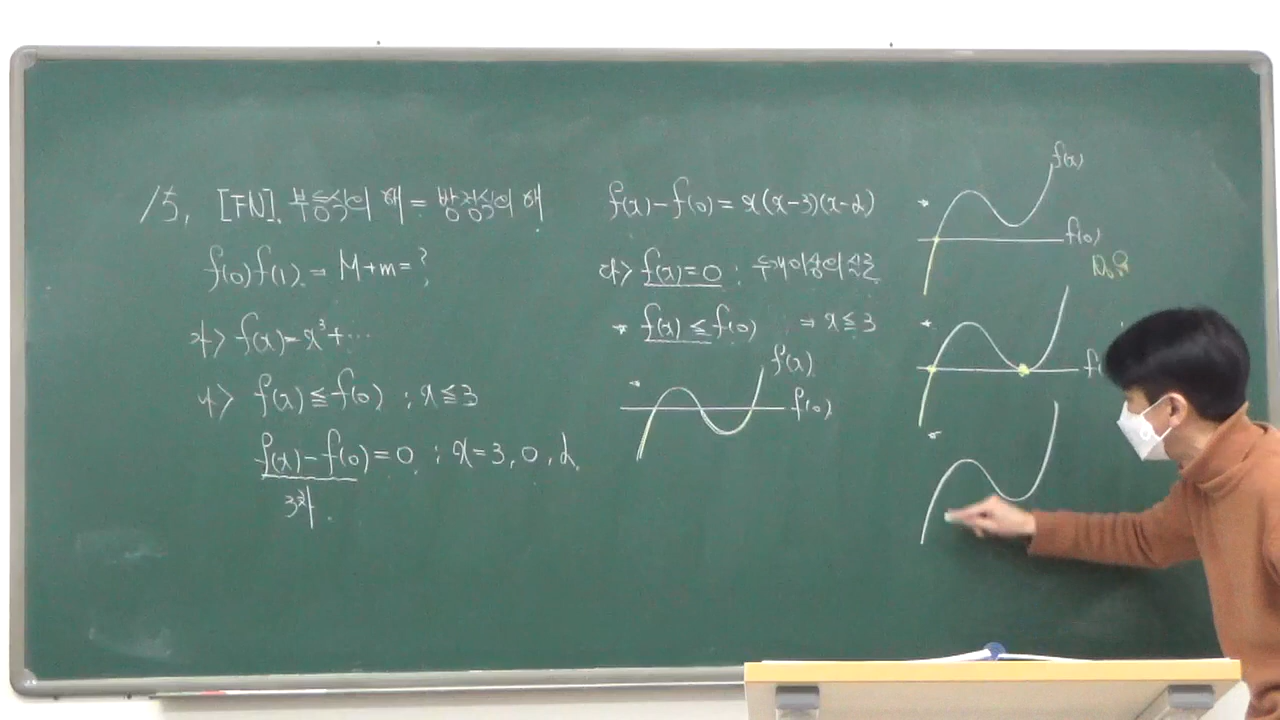 15, [FN]. 부등식의 해 = 방정식의 해
f(0)f(1) = M+m=?
가> f(x)=x³+…
나> f(x)≦f(0) ; x≦3
f(x)-f(0)=0 ; x=3, 0, α
3차.
f(x)-f(0)=x(x-3)(x-α)
다> f(x)=0 : 두개이상의 실근
f(x)≦f(0) ⇒ x≦3
f(x)
f(0)
f(x)
f(0)